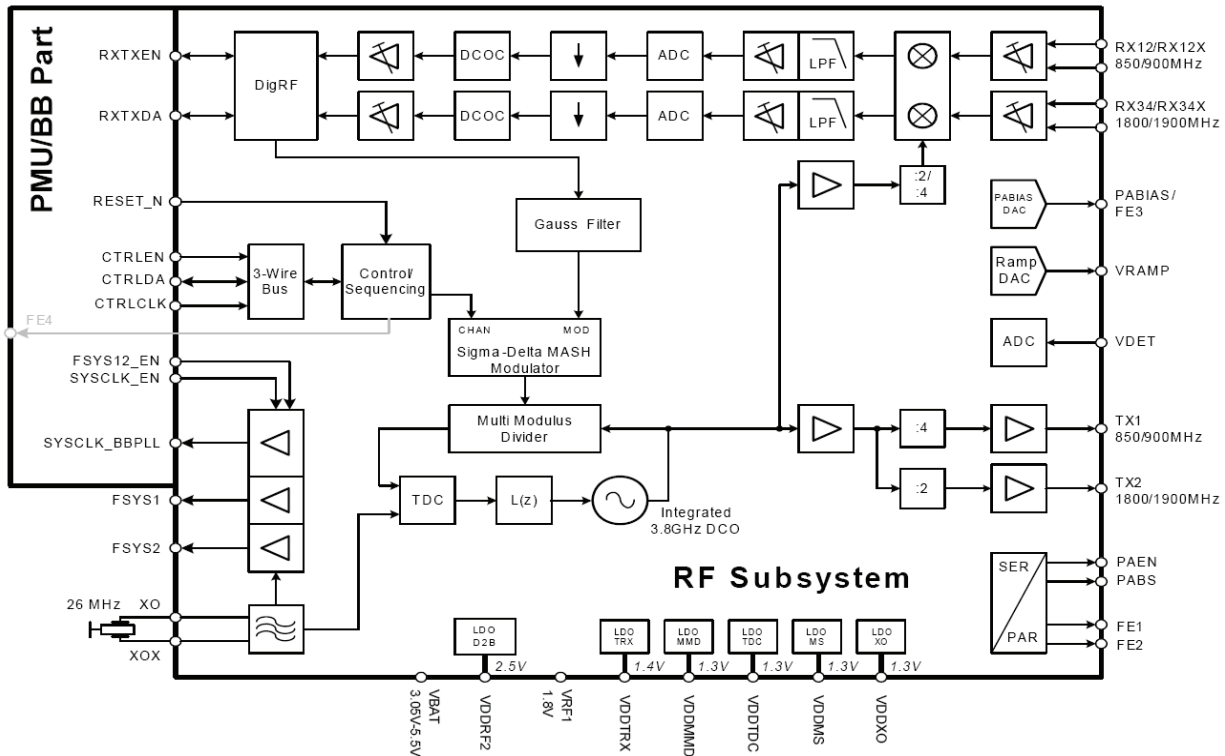 PMU/BB Part
RXTXEN
RXTXDA
RESET_N
CTRLEN
CTRLDA
CTRLCLK
FE4
FSYS12_EN
SYSCLK_EN
SYSCLK_BBPLL
FSYS1
FSYS2
26 MHz
XO
XOX
DigRF
DCOC
ADC
LPF
DCOC
ADC
LPF
RX12/RX12X
850/900MHz
RX34/RX34X
1800/1900MHz
:2/
:4
Gauss Filter
3-Wire
Bus
Control/
Sequencing
CHAN
MOD
Sigma-Delta MASH
Modulator
Multi Modulus
Divider
TDC
L(z)
Integrated
3.8GHz DCO
PABIAS
DAC
PABIAS/
FE3
Ramp
DAC
VRAMP
ADC
VDET
:4
TX1
850/900MHz
:2
TX2
1800/1900MHz
RF Subsystem
SER
PAR
PAEN
PABS
FE1
FE2
LDO
D2B
2.5V
LDO
TRX
1.4V
LDO
MMD
1.3V
LDO
TDC
1.3V
LDO
MS
1.3V
LDO
XO
1.3V
VBAT
3.05V-5.5V
VDDRF2
VRF1
1.8V
VDDTRX
VDDMMD
VDDTDC
VDDMS
VDDXO